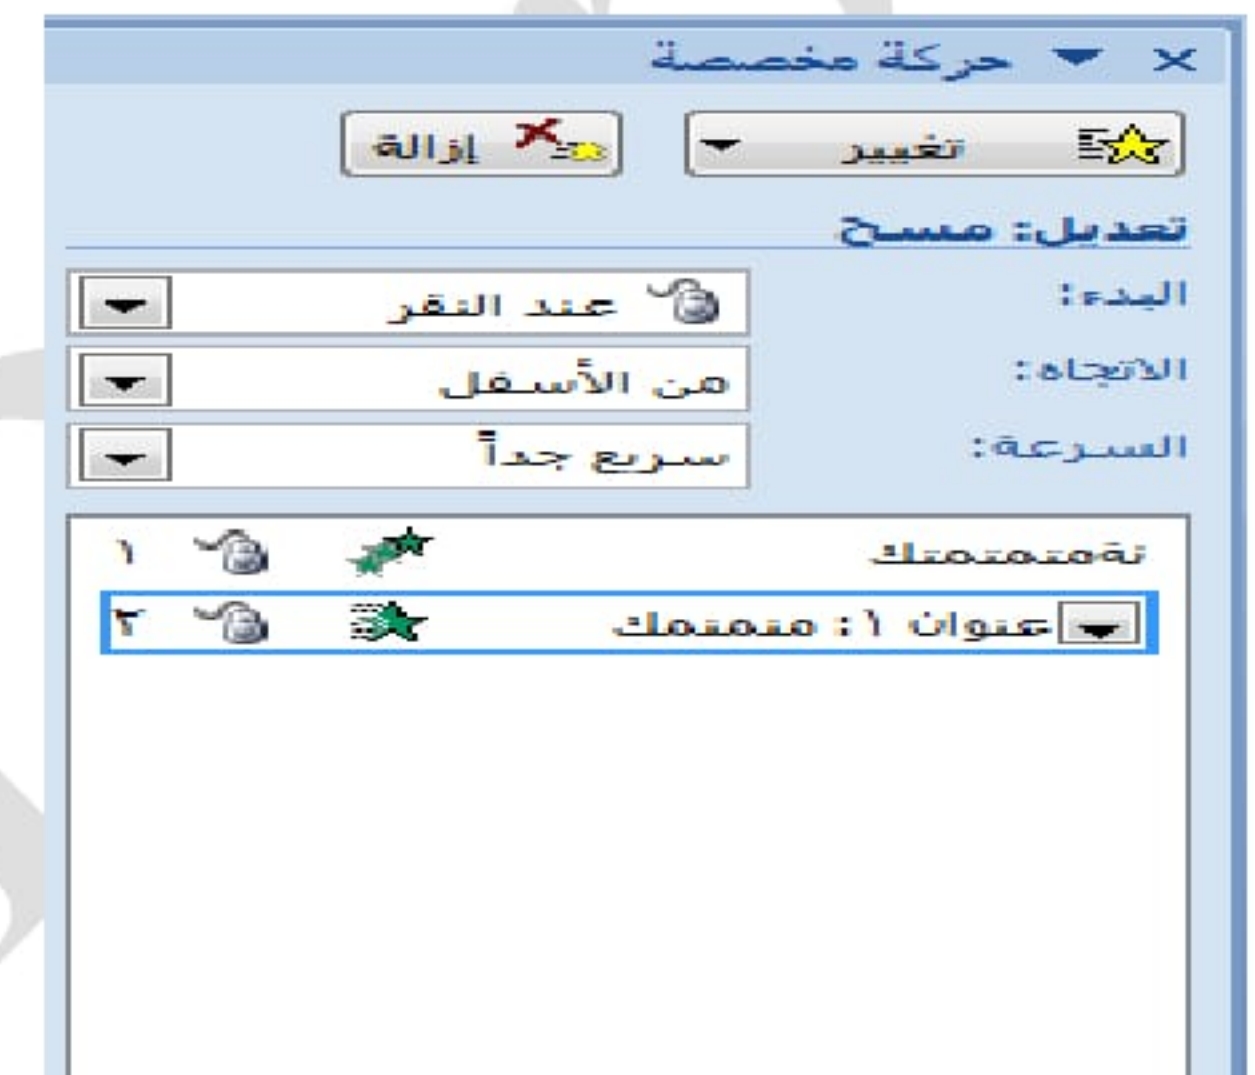 حركة مخصصة
تغيير إزالة
تعديل: مسح
البدء: عند النقر
الاتجاه: من الأسفل
السرعة: سريع جداً
نةمتمتمتك ١
عنوان ١: متمتمك ٢